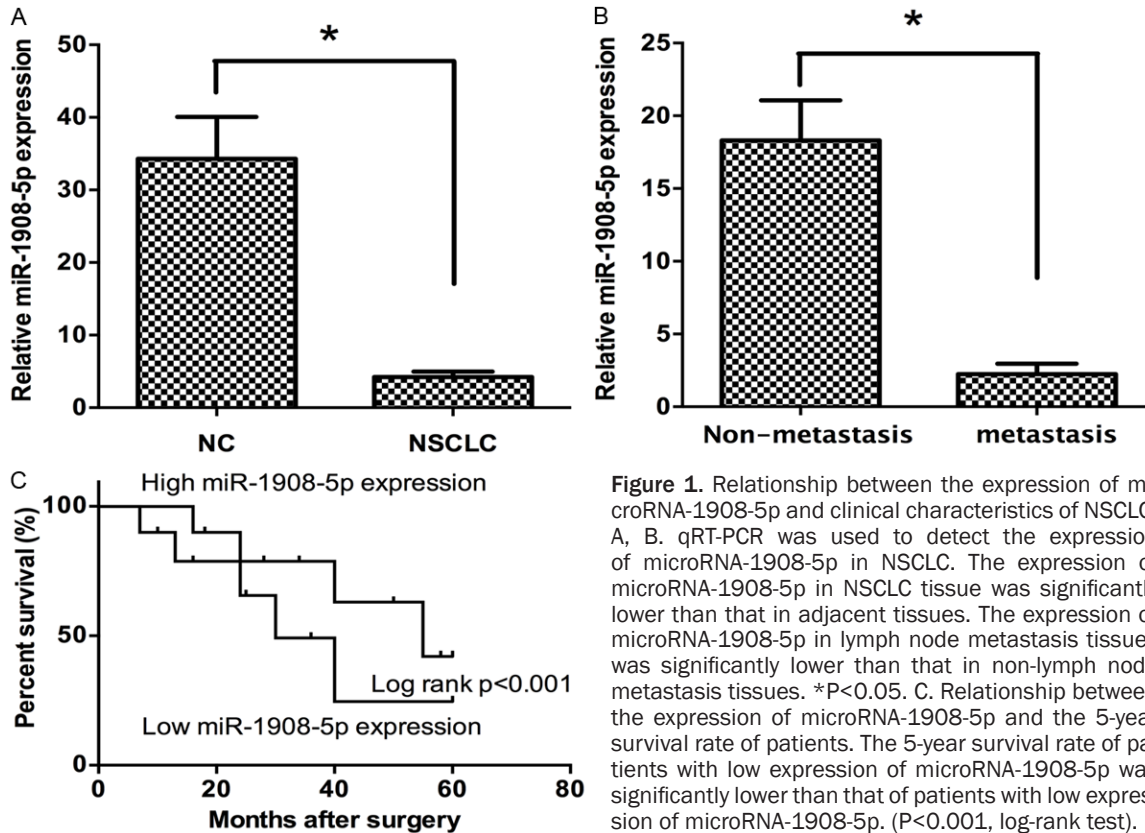 A
*
Relative miR-1908-5p expression
50
40
30
20
10
0
NC NSCLC
B
*
Relative miR-1908-5p expression
25
20
15
10
5
0
Non-metastasis metastasis
C
High miR-1908-5p expression
Percent survival (%)
100
50
0
Log rank p<0.001
Low miR-1908-5p expression
0 20 40 60 80
Months after surgery
Figure 1. Relationship between the expression of m
croRNA-1908-5p and clinical characteristics of NSCLC
A, B. qRT-PCR was used to detect the expression
of microRNA-1908-5p in NSCLC. The expression o
microRNA-1908-5p in NSCLC tissue was significantl
lower than that in adjacent tissues. The expression o
microRNA-1908-5p in lymph node metastasis tissue
was significantly lower than that in non-lymph nod
metastasis tissues. *P<0.05. C. Relationship between
the expression of microRNA-1908-5p and the 5-year
survival rate of patients. The 5-year survival rate of pa
tients with low expression of microRNA-1908-5p wa
significantly lower than that of patients with low expres
sion of microRNA-1908-5p. (P<0.001, log-rank test).